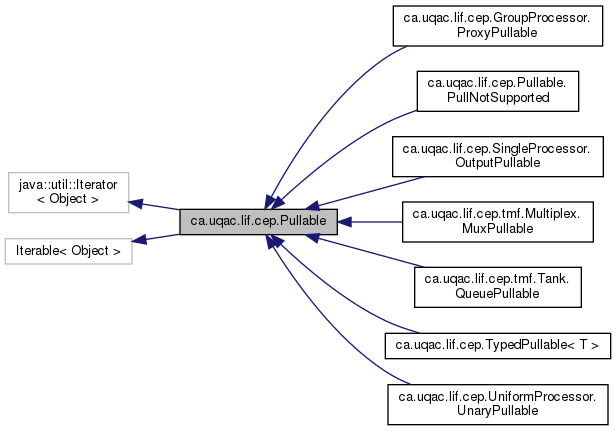 ca.uqac.lif.cep.GroupProcessor.
ProxyPullable
ca.uqac.lif.cep.Pullable.
PullNotSupported
ca.uqac.lif.cep.SingleProcessor.
OutputPullable
java::util::Iterator
< Object >
ca.uqac.lif.cep.Pullable
ca.uqac.lif.cep.tmf.Multiplex.
MuxPullable
Iterable< Object >
ca.uqac.lif.cep.tmf.Tank.
QueuePullable
ca.uqac.lif.cep.TypedPullable< T >
ca.uqac.lif.cep.UniformProcessor.
UnaryPullable